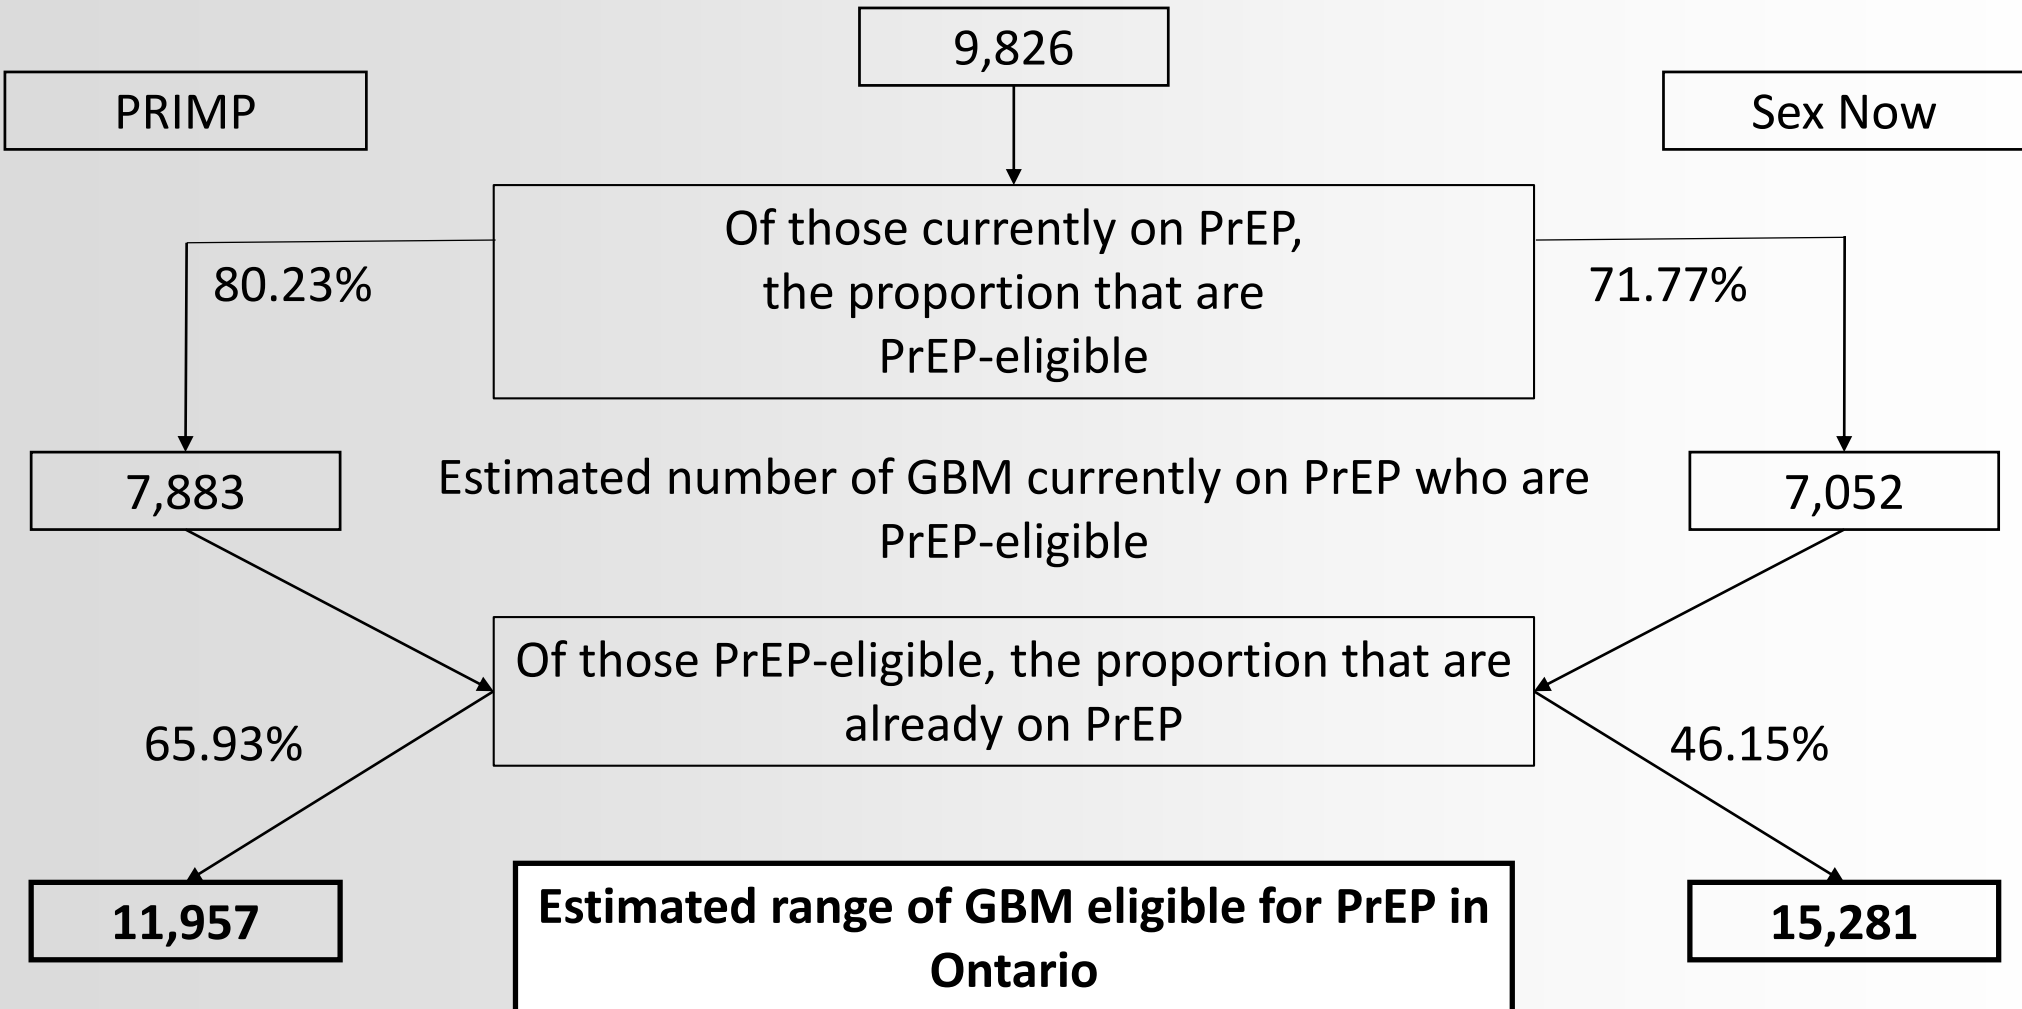 9,826
PRIMP
Sex Now
Of those currently on PrEP,
the proportion that are
PrEP-eligible
80.23%
71.77%
7,883
Estimated number of GBM currently on PrEP who are
PrEP-eligible
7,052
Of those PrEP-eligible, the proportion that are
already on PrEP
65.93%
46.15%
11,957
Estimated range of GBM eligible for PrEP in
Ontario
15,281